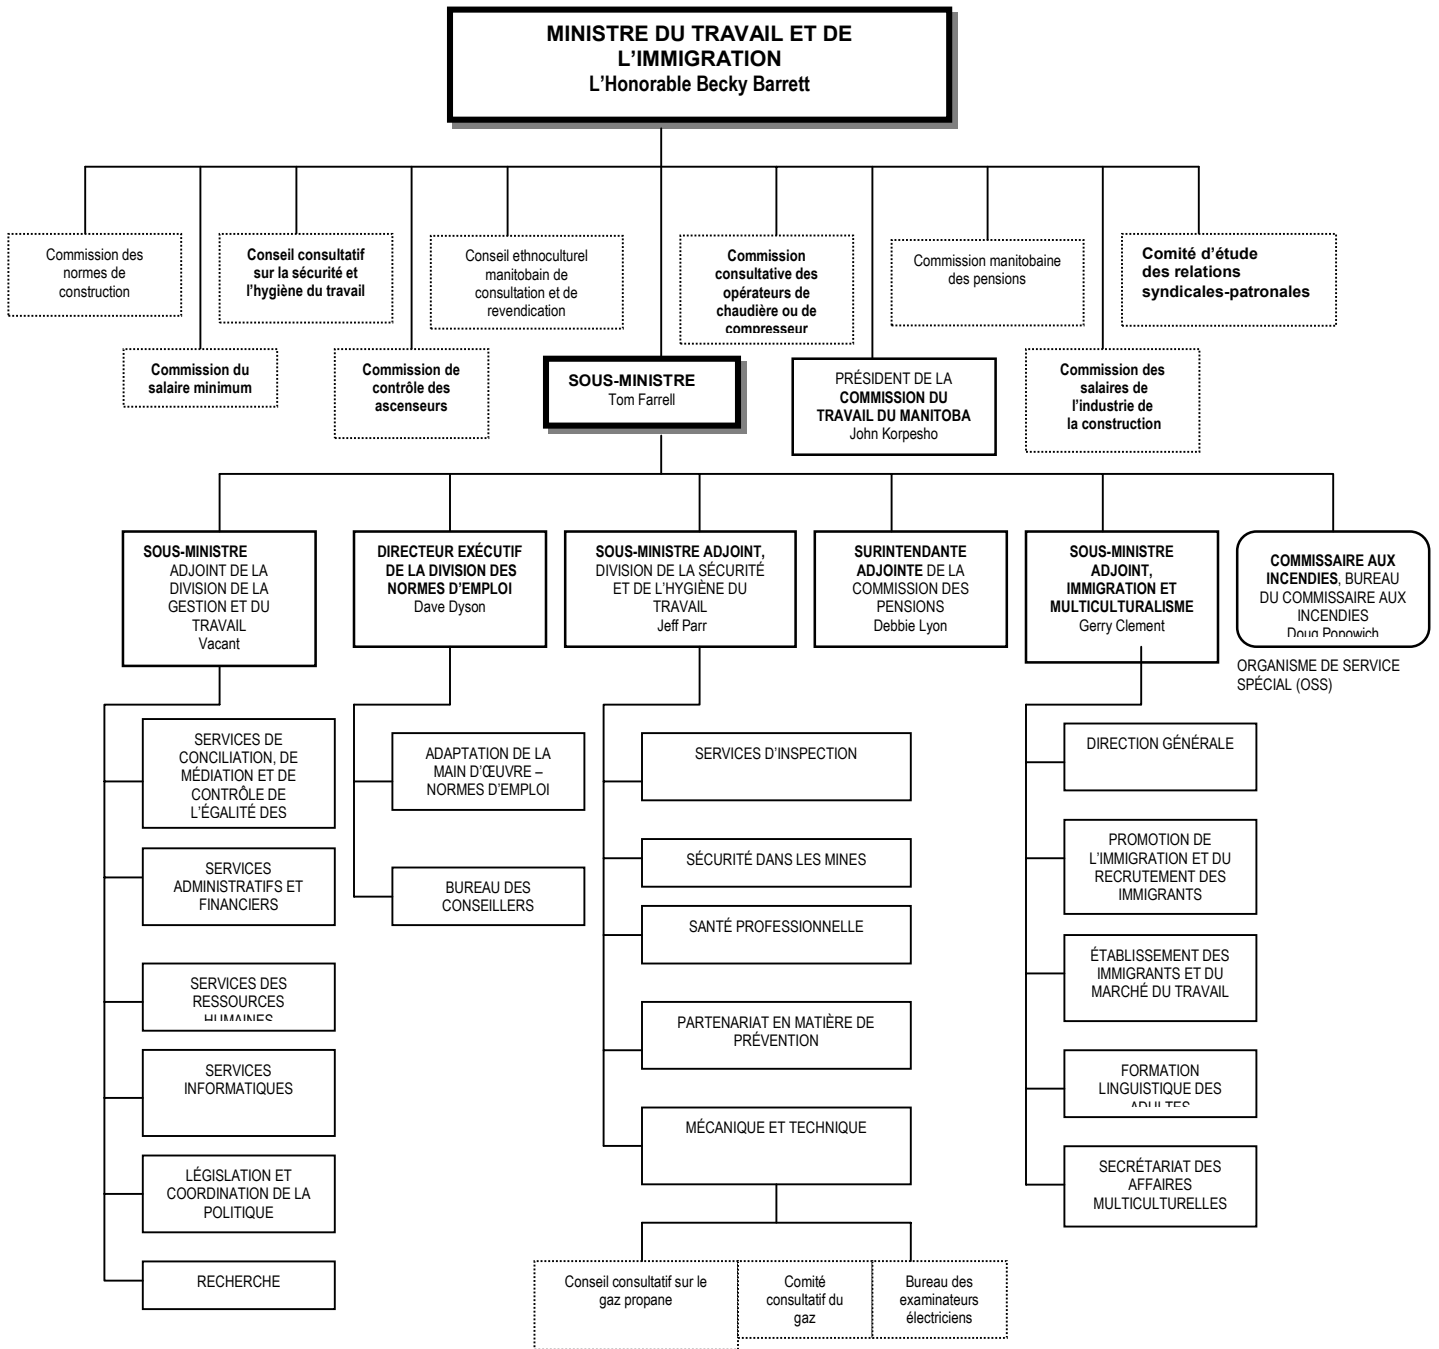 MINISTRE DU TRAVAIL ET DE
L’IMMIGRATION
L’Honorable Becky Barrett
Commission des
normes de
construction
Conseil consultatif
sur la sécurité et
l’hygiène du travail
Conseil ethnoculturel
manitobain de
consultation et de
revendication
Commission
consultative des
opérateurs de
chaudière ou de
compresseur
Commission manitobaine
des pensions
Comité d’étude
des relations
syndicales-patronales
Commission du
salaire minimum
Commission de
contrôle des
ascenseurs
SOUS-MINISTRE
Tom Farrell
PRÉSIDENT DE LA
COMMISSION DU
TRAVAIL DU MANITOBA
John Korpesho
Commission des
salaires de
l’industrie de
la construction
SOUS-MINISTRE
ADJOINT DE LA
DIVISION DE LA
GESTION ET DU
TRAVAIL
Vacant
DIRECTEUR EXÉCUTIF
DE LA DIVISION DES
NORMES D’EMPLOI
Dave Dyson
SOUS-MINISTRE ADJOINT,
DIVISION DE LA SÉCURITÉ
ET DE L’HYGIÈNE DU
TRAVAIL
Jeff Parr
SURINTENDANTE
ADJOINTE DE LA
COMMISSION DES
PENSIONS
Debbie Lyon
SOUS-MINISTRE
ADJOINT,
IMMIGRATION ET
MULTICULTURALISME
Gerry Clement
COMMISSAIRE AUX
INCENDIES, BUREAU
DU COMMISSAIRE AUX
INCENDIES
Doug Popowich
ORGANISME DE SERVICE
SPÉCIAL (OSS)
SERVICES DE
CONCILIATION, DE
MÉDIATION ET DE
CONTRÔLE DE
L’ÉGALITÉ DES
SERVICES
ADMINISTRATIFS ET
FINANCIERS
SERVICES DES
RESSOURCES
HUMAINES
SERVICES
INFORMATIQUES
LÉGISLATION ET
COORDINATION DE LA
POLITIQUE
RECHERCHE
ADAPTATION DE LA
MAIN D’ŒUVRE –
NORMES D’EMPLOI
BUREAU DES
CONSEILLERS
SERVICES D’INSPECTION
SÉCURITÉ DANS LES MINES
SANTÉ PROFESSIONNELLE
PARTENARIAT EN MATIÈRE DE
PRÉVENTION
MÉCANIQUE ET TECHNIQUE
Conseil consultatif sur le
gaz propane
Comité
consultatif du
gaz
Bureau des
examinateurs
électriciens
DIRECTION GÉNÉRALE
PROMOTION DE
L’IMMIGRATION ET DU
RECRUTEMENT DES
IMMIGRANTS
ÉTABLISSEMENT DES
IMMIGRANTS ET DU
MARCHÉ DU TRAVAIL
FORMATION
LINGUISTIQUE DES
ADULTES
SECRÉTARIAT DES
AFFAIRES
MULTICULTURELLES